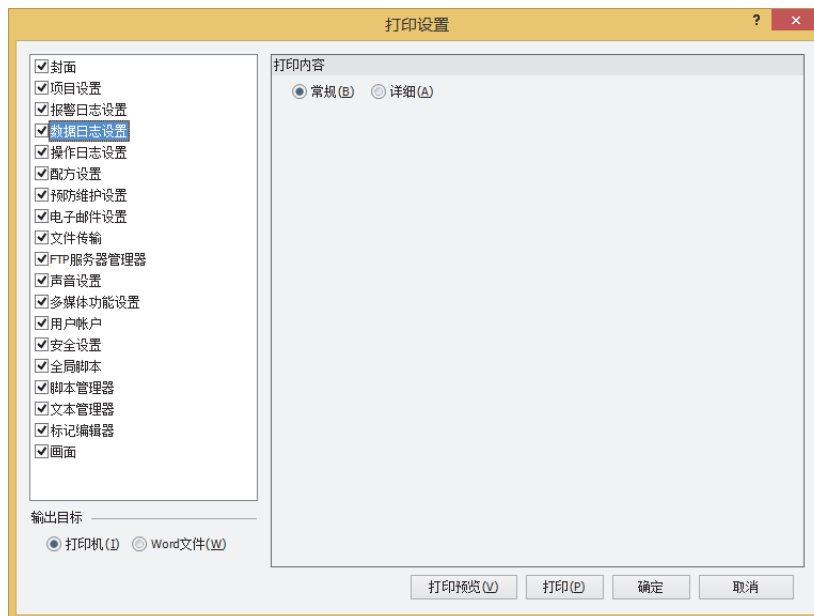 打印设置
?
×
封面
项目设置
报警日志设置
数据日志设置
操作日志设置
配方设置
预防维护设置
电子邮件设置
文件传输
FTP服务器管理器
声音设置
多媒体功能设置
用户帐户
安全设置
全局脚本
脚本管理器
文本管理器
标记编辑器
画面
打印内容
常规(B) 详细(A)
输出目标
打印机(I) Word文件(W)
打印预览(V) 打印(P) 确定 取消